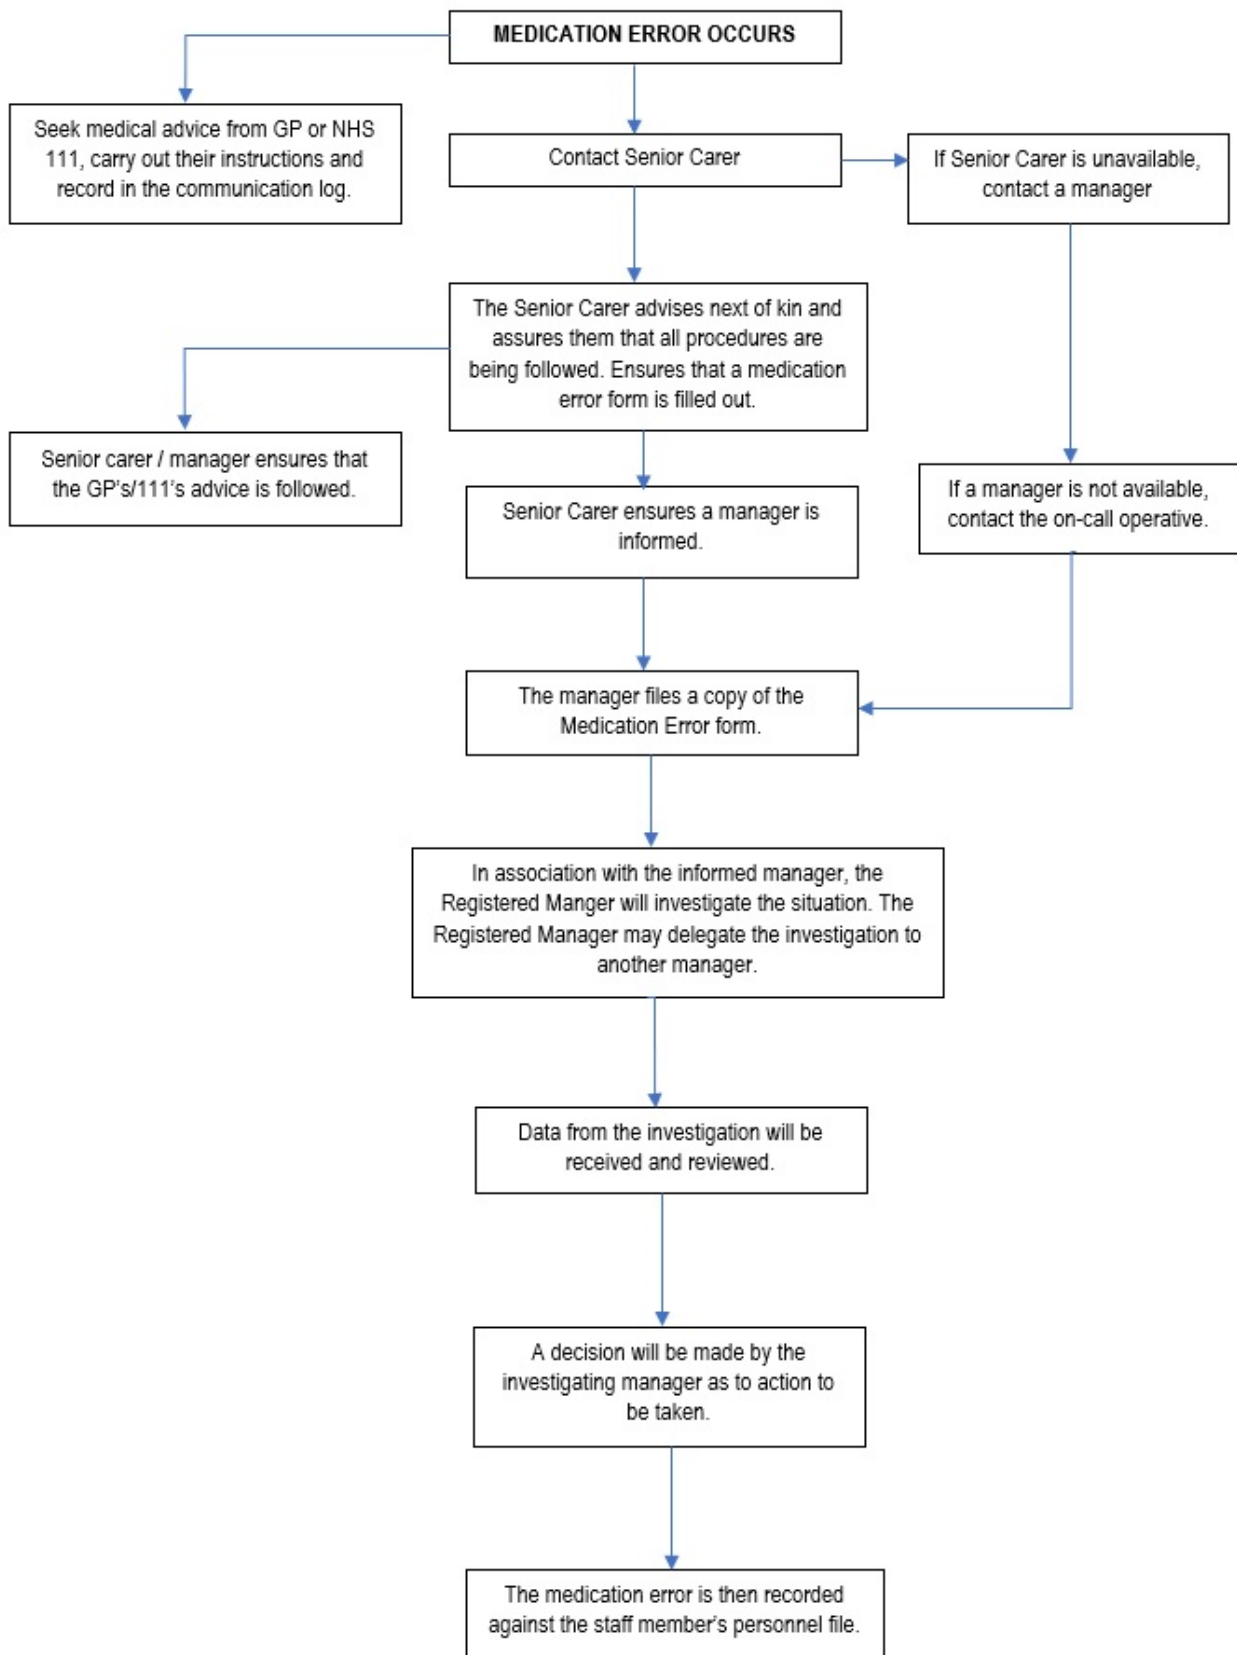 MEDICATION ERROR OCCURS
Seek medical advice from GP or NHS
111, carry out their instructions and
record in the communication log.
Contact Senior Carer
If Senior Carer is unavailable,
contact a manager
The Senior Carer advises next of kin and
assures them that all procedures are
being followed. Ensures that a medication
error form is filled out.
Senior carer / manager ensures that
the GP's/111's advice is followed.
Senior Carer ensures a manager is
informed.
If a manager is not available,
contact the on-call operative.
The manager files a copy of the
Medication Error form.
In association with the informed manager, the
Registered Manger will investigate the situation. The
Registered Manager may delegate the investigation to
another manager.
Data from the investigation will be
received and reviewed.
A decision will be made by the
investigating manager as to action to
be taken.
The medication error is then recorded
against the staff member's personnel file.